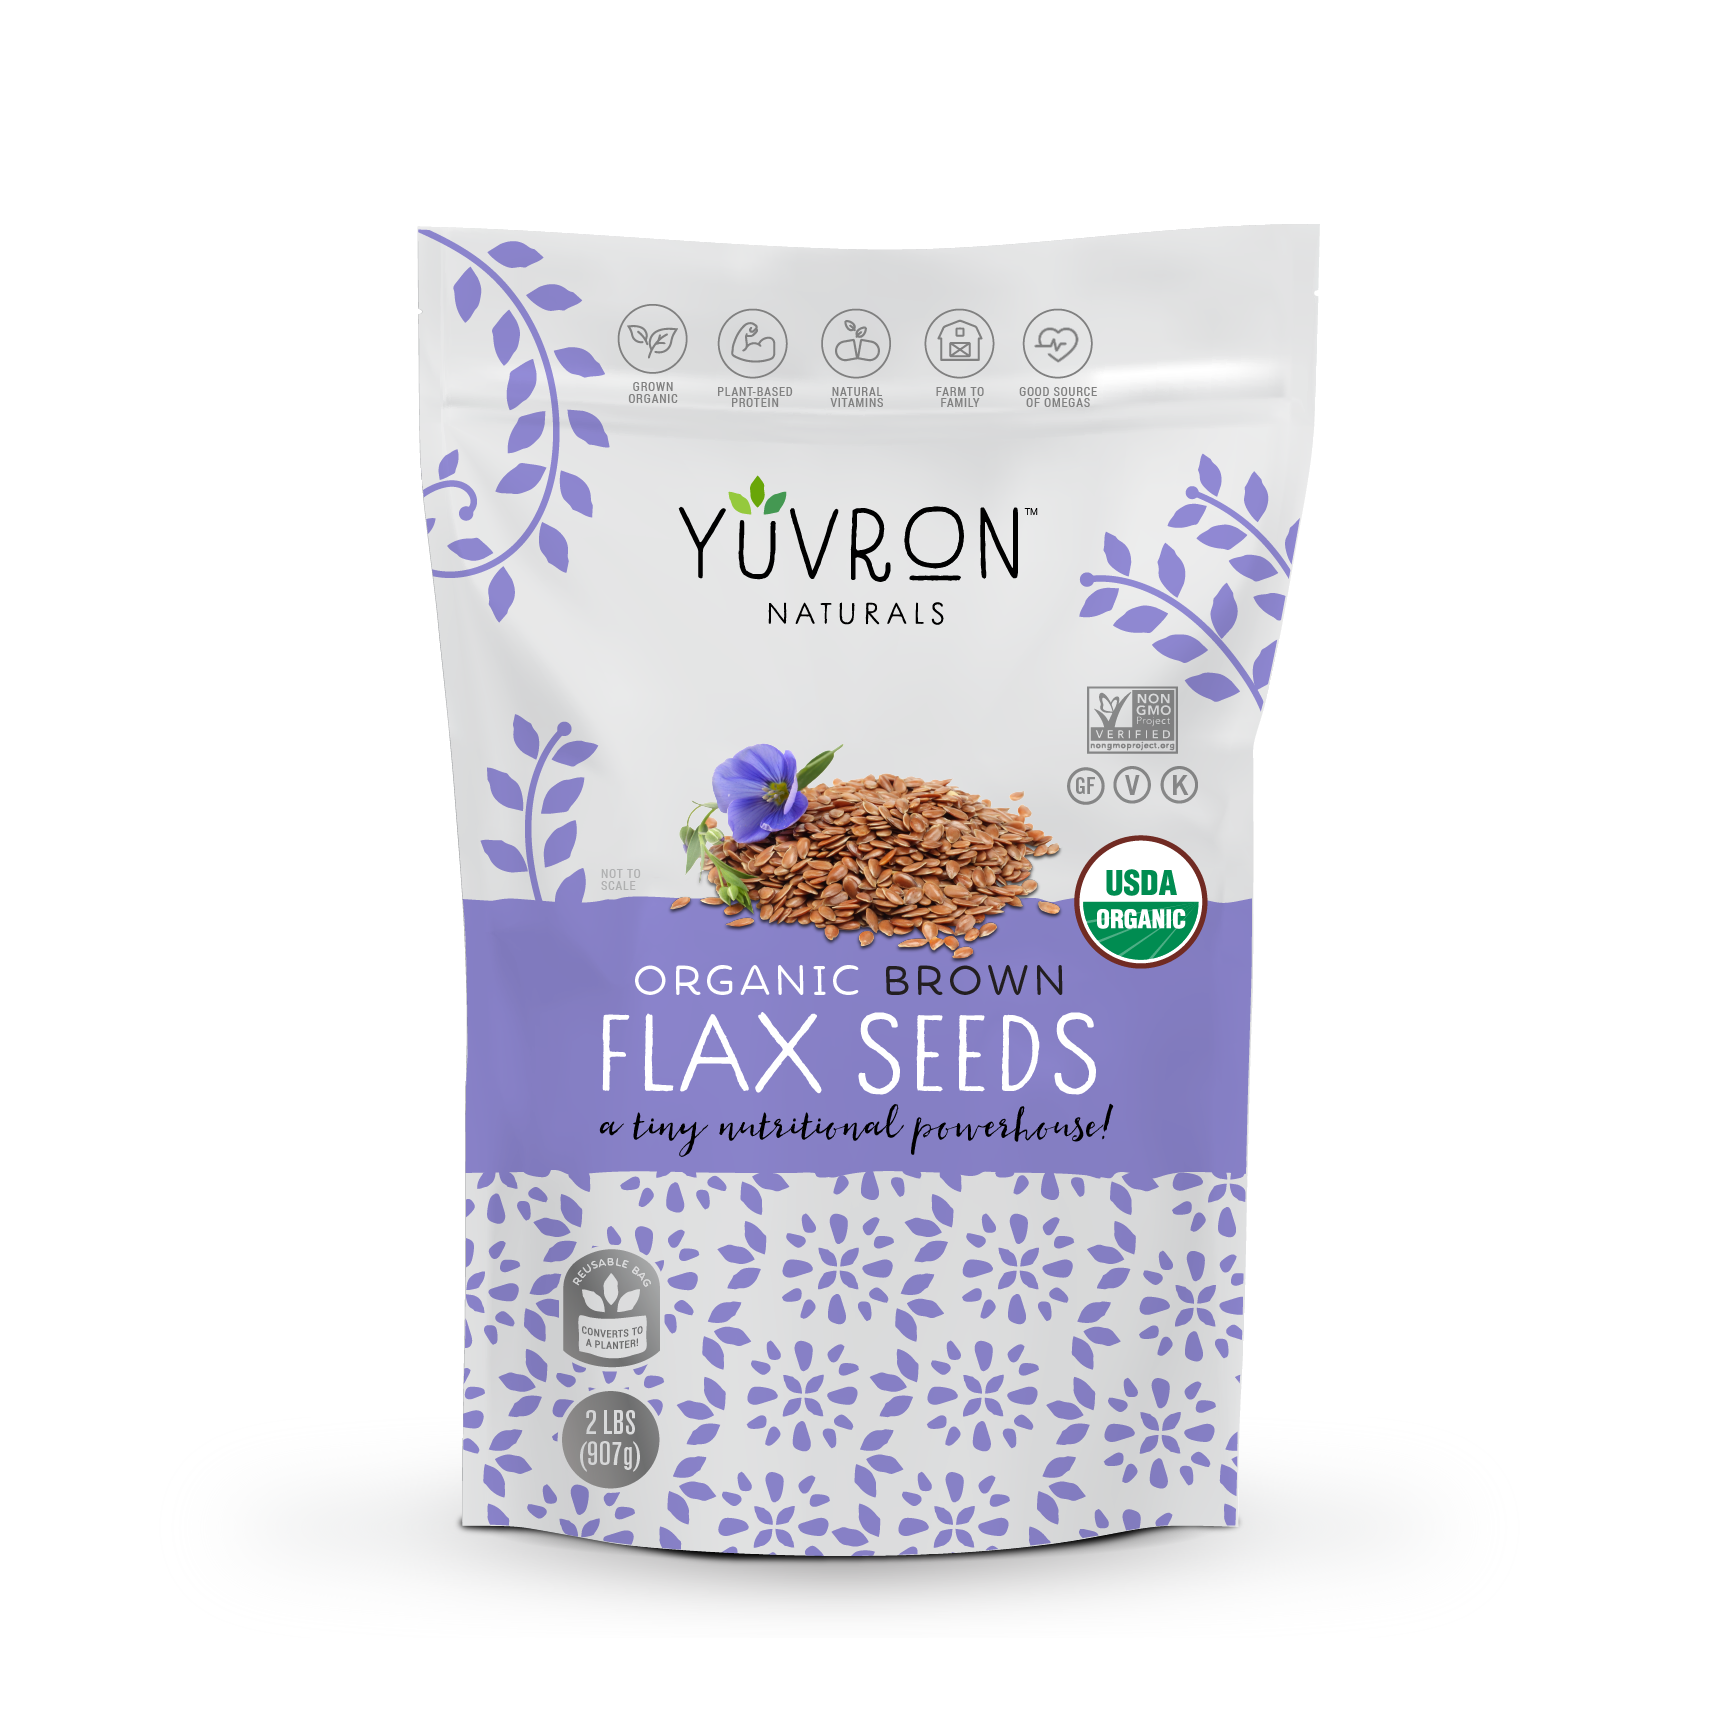 GROWN
ORGANIC
PLANT-BASED
PROTEIN
NATURAL
VITAMINS
FARM TO
FAMILY
GOOD SOURCE
OF OMEGAS
YUVRON™
NATURALS
NON
GMO
Project
VERIFIED
nongmoproject.org
GF V K
NOT TO
SCALE
USDA
ORGANIC
ORGANIC BROWN
FLAX SEEDS
a tiny nutritional powerhouse!
REUSABLE BAG
CONVERTS TO
A PLANTER!
2 LBS
(907g)